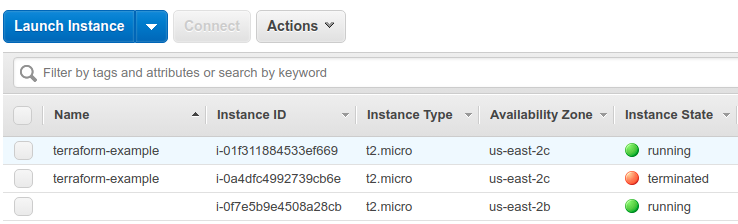 Launch Instance Connect Actions
Filter by tags and attributes or search by keyword
Name Instance ID Instance Type Availability Zone Instance State
terraform-example i-01f311884533ef669 t2.micro us-east-2c running
terraform-example i-0a4dfc4992739cb6e t2.micro us-east-2c terminated
i-0f7e5b9e4508a28cb t2.micro us-east-2b running